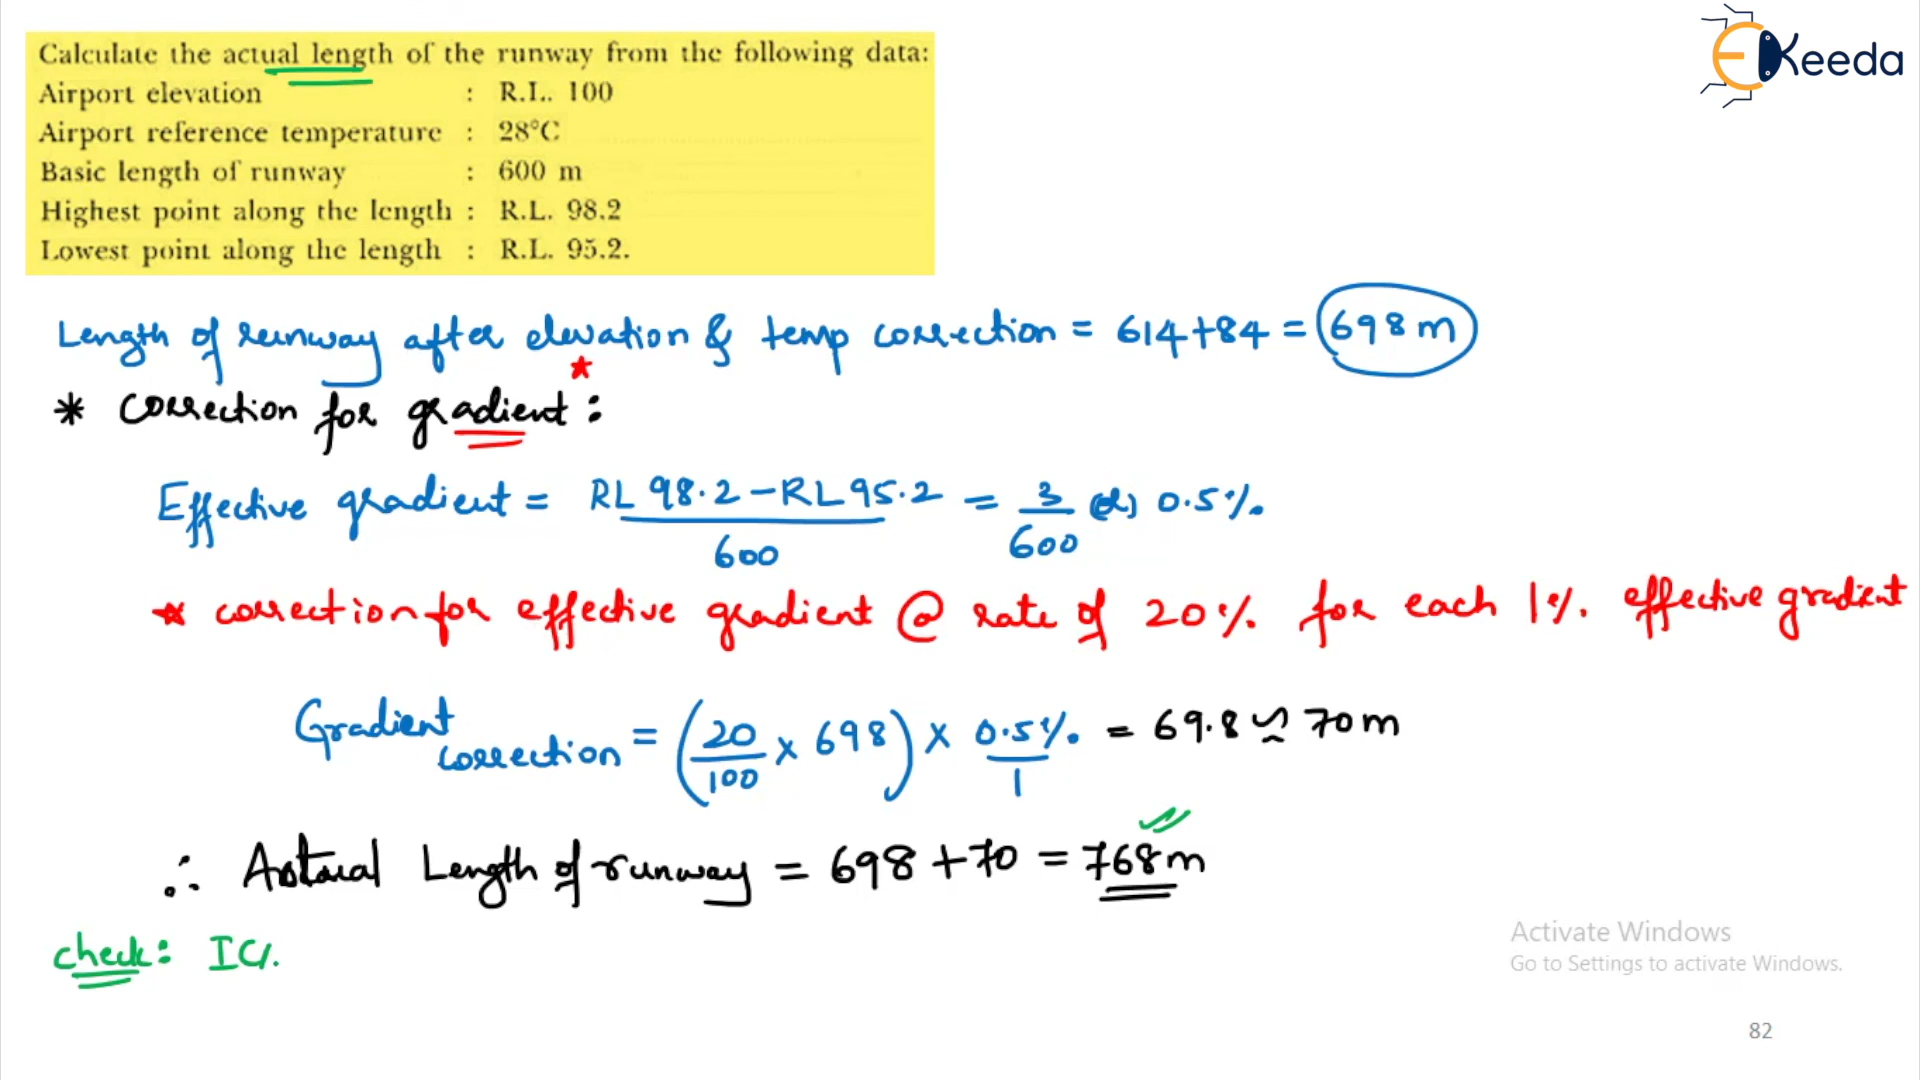 Calculate the actual length of the runway from the following data:
Airport elevation : R.L. 100
Airport reference temperature : 28°C
Basic length of runway : 600 m
Highest point along the length : R.L. 98.2
Lowest point along the length : R.L. 95.2.
EKeeda
Length of runway after elevation & temp correction = 614+84 = 698 m
* Correction for gradient :
Effective gradient = RL 98.2 - RL 95.2 / 600 = 3/600 (or) 0.5%
* correction for effective gradient @ rate of 20% for each 1% effective gradient
Gradient correction = (20/100 × 698) × 0.5%/1 = 69.8 ≃ 70m
∴ Actual Length of runway = 698 + 70 = 768m
check: IC
Activate Windows
Go to Settings to activate Windows.
82